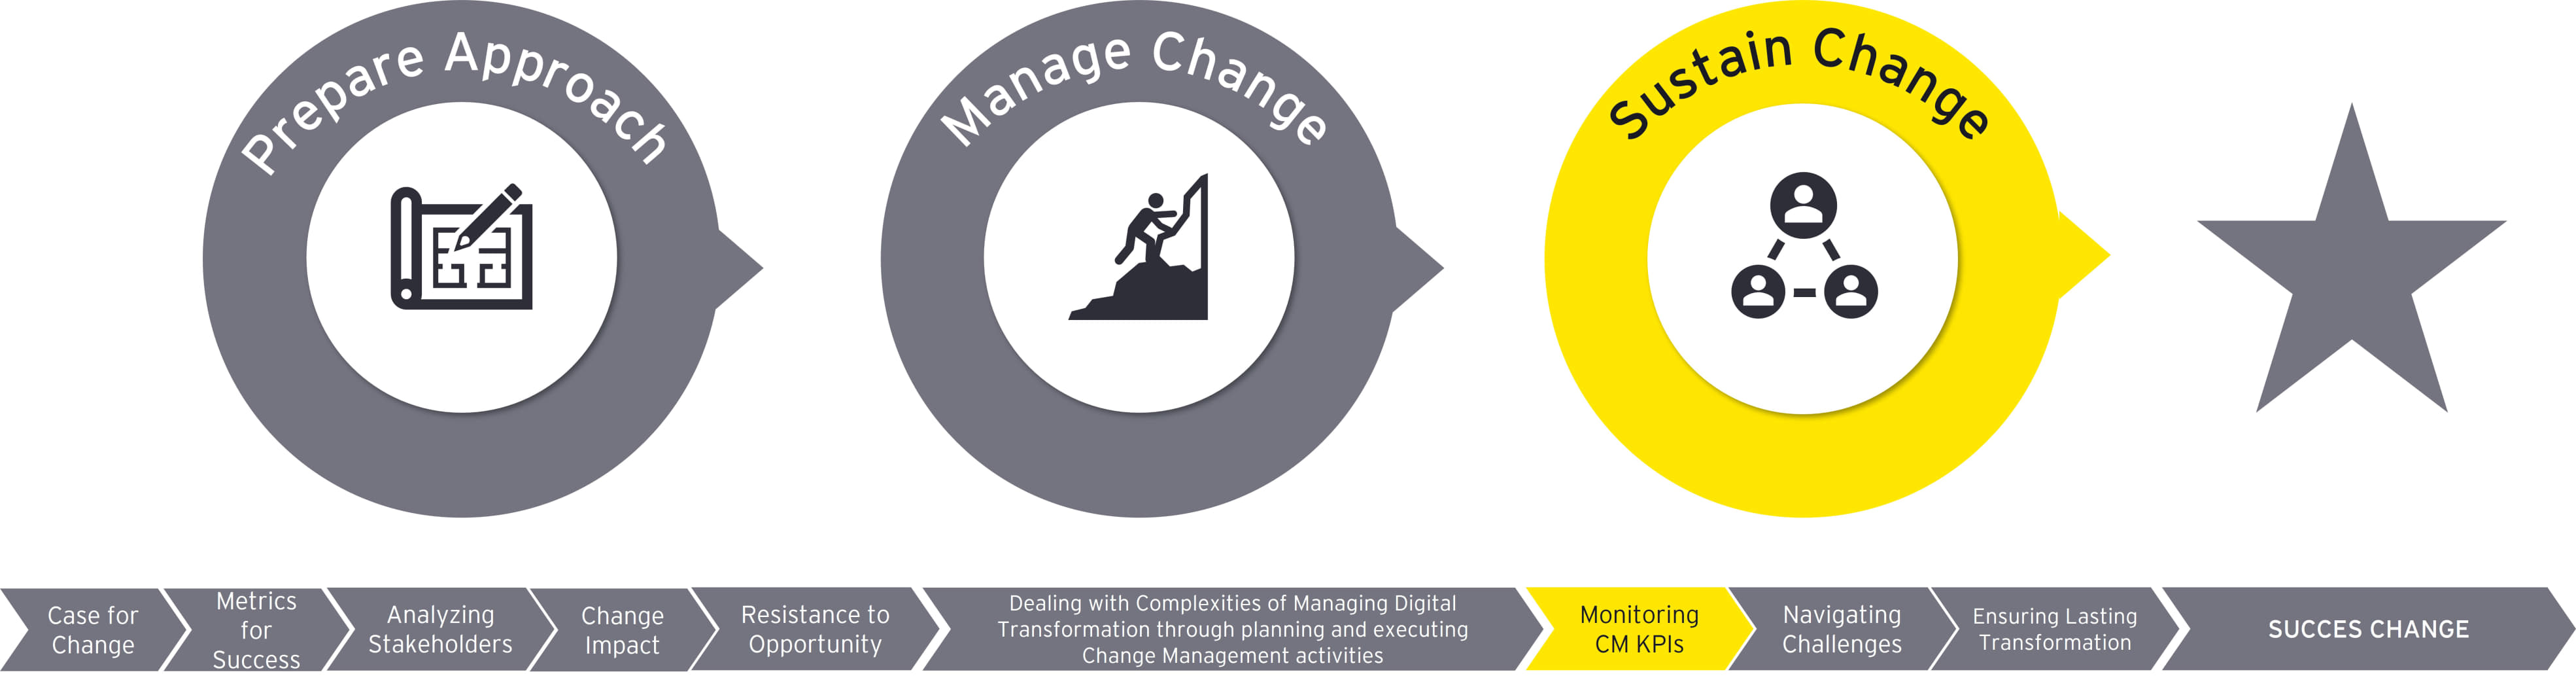 Prepare Approach
Manage Change
Sustain Change
Case for
Change
Metrics
for
Success
Analyzing
Stakeholders
Change
Impact
Resistance to
Opportunity
Dealing with Complexities of Managing Digital
Transformation through planning and executing
Change Management activities
Monitoring
CM KPIs
Navigating
Challenges
Ensuring Lasting
Transformation
SUCCES CHANGE